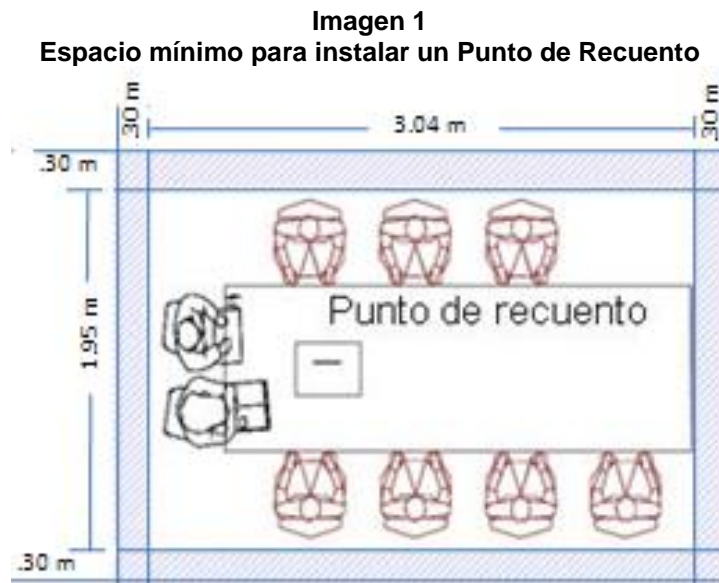 Imagen 1
Espacio mínimo para instalar un Punto de Recuento
.30 m
3.04 m
.30 m
.30 m
1.95 m
Punto de recuento
.30 m